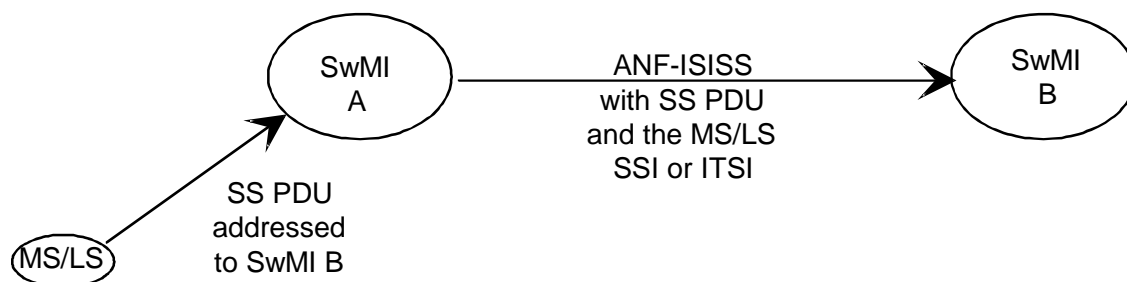 SwMI
A
ANF-ISISS
with SS PDU
and the MS/LS
SSI or ITSI
SwMI
B
SS PDU
addressed
to SwMI B
MS/LS